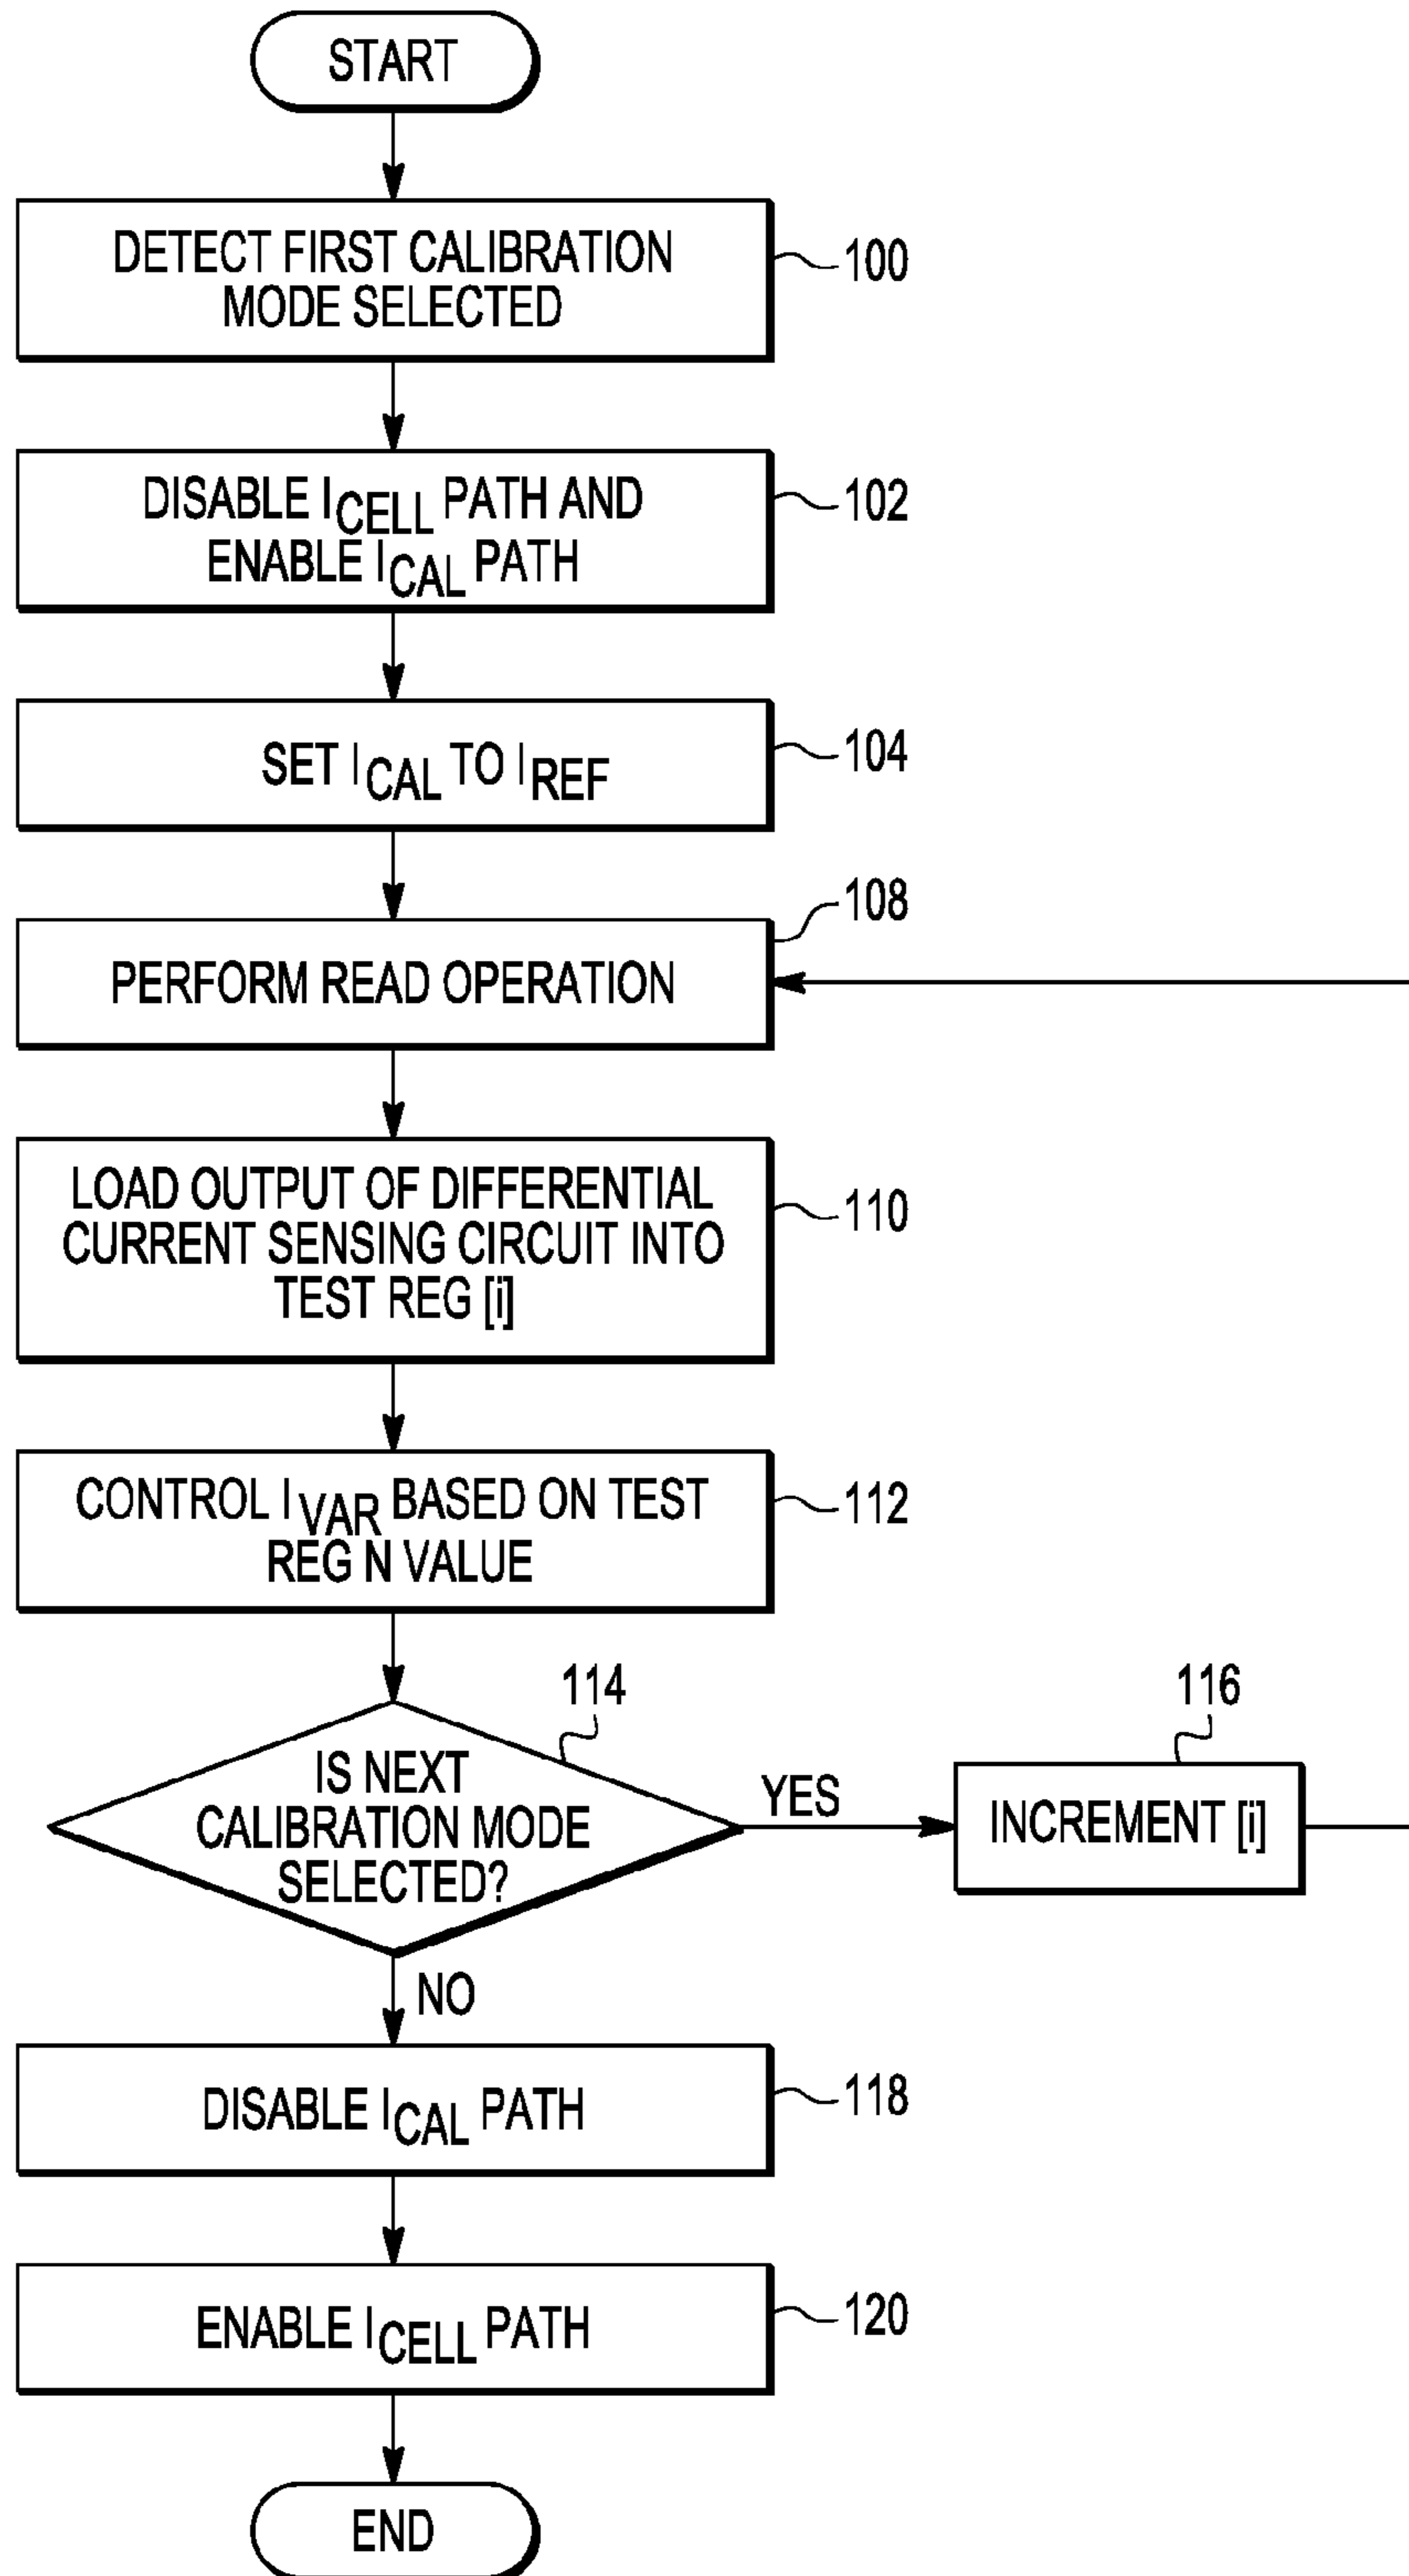 START
DETECT FIRST CALIBRATION
MODE SELECTED
100
DISABLE ICELL PATH AND
ENABLE ICAL PATH
102
SET ICAL TO IREF
104
108
PERFORM READ OPERATION
LOAD OUTPUT OF DIFFERENTIAL
CURRENT SENSING CIRCUIT INTO
TEST REG [i]
110
CONTROL IVAR BASED ON TEST
REG N VALUE
112
114
IS NEXT
CALIBRATION MODE
SELECTED?
YES
116
INCREMENT [i]
NO
DISABLE ICAL PATH
118
ENABLE ICELL PATH
120
END